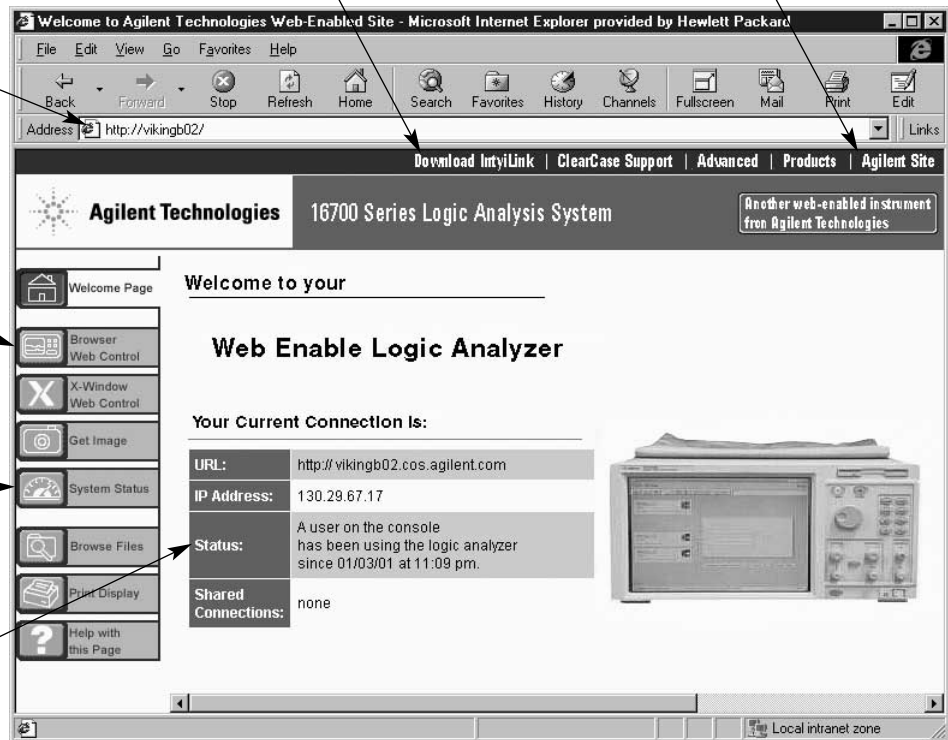 Welcome to Agilent Technologies Web-Enabled Site - Microsoft Internet Explorer provided by Hewlett Packard
File Edit View Go Favorites Help
Back Forward Stop Refresh Home Search Favorites History Channels Fullscreen Mail Print Edit
Address http://vikingb02/ Links
Download IntyiLink | ClearCase Support | Advanced | Products | Agilent Site
Agilent Technologies 16700 Series Logic Analysis System
Another web-enabled instrument
fron Agilent Technologies
Welcome Page
Browser
Web Control
X-Window
Web Control
Get Image
System Status
Browse Files
Print Display
Help with
this Page
Welcome to your
Web Enable Logic Analyzer
Your Current Connection Is:
URL: http://vikingb02.cos.agilent.com
IP Address: 130.29.67.17
Status: A user on the console
has been using the logic analyzer
since 01/03/01 at 11:09 pm.
Shared
Connections: none
Local intranet zone